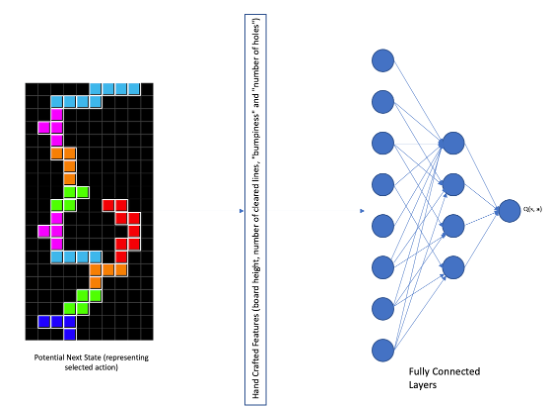 Potential Next State (representing
selected action)
Hand Crafted Features (board height, number of cleared lines, "bumpiness" and "number of holes")
Q(s, a)
Fully Connected
Layers